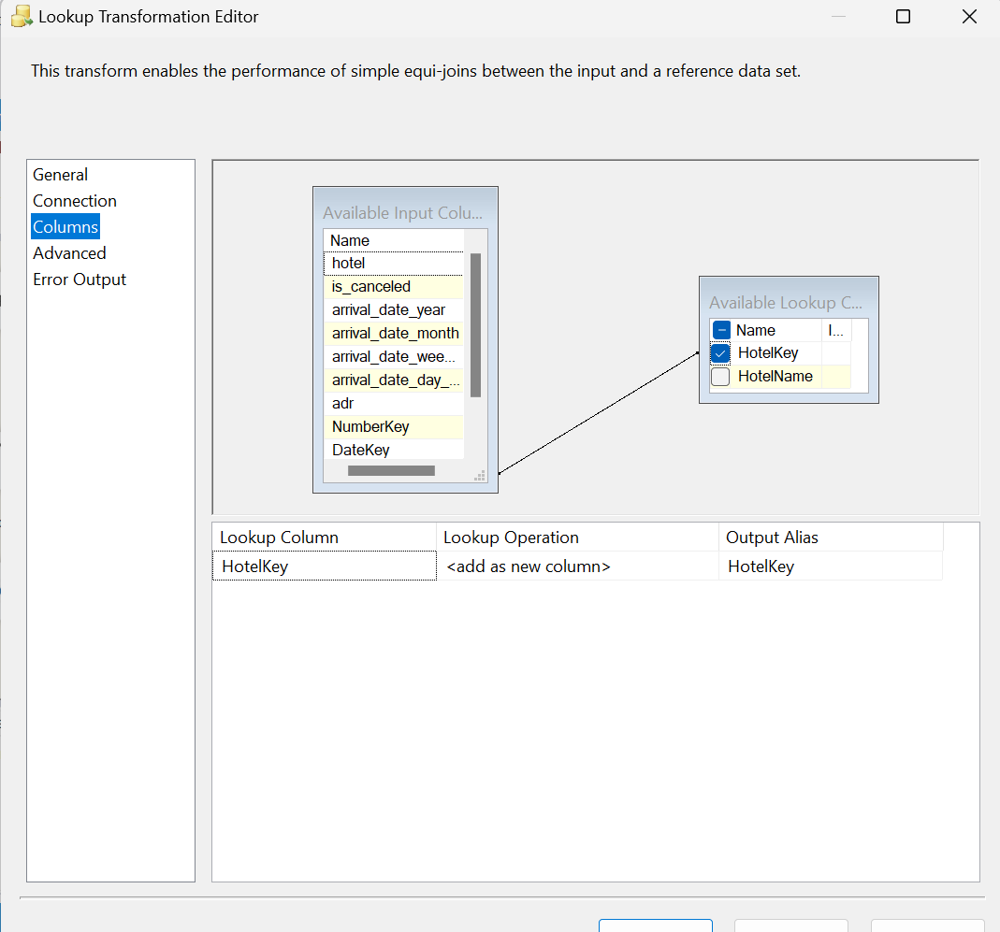 Lookup Transformation Editor
This transform enables the performance of simple equi-joins between the input and a reference data set.
General
Connection
Columns
Advanced
Error Output
Available Input Colu...
Name
hotel
is_canceled
arrival_date_year
arrival_date_month
arrival_date_wee...
arrival_date_day_...
adr
NumberKey
DateKey
Available Lookup C...
Name I...
HotelKey
HotelName
Lookup Column Lookup Operation Output Alias
HotelKey <add as new column> HotelKey